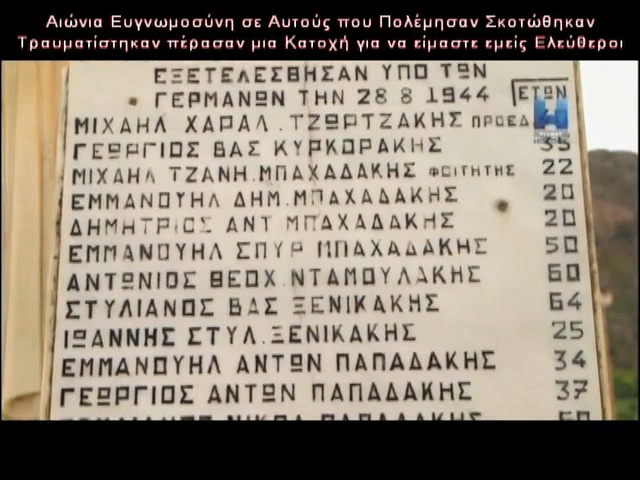 Αιώνια Ευγνωμοσύνη σε Αυτούς που Πολέμησαν Σκοτώθηκαν
Τραυματίστηκαν πέρασαν μια Κατοχή για να είμαστε εμείς Ελεύθεροι
ΕΞΕΤΕΛΕΣΘΗΣΑΝ ΥΠΟ ΤΩΝ
ΓΕΡΜΑΝΩΝ ΤΗΝ 28 8 1944 ΕΤΩΝ
ΜΙΧΑΗΛ ΧΑΡΑΛ. ΤΖΩΡΤΖΑΚΗΣ ΠΡΟΕΔ
ΓΕΩΡΓΙΟΣ ΒΑΣ ΚΥΡΚΟΡΑΚΗΣ 35
ΜΙΧΑΗΛ ΤΖΑΝΗ. ΜΠΑΧΑΔΑΚΗΣ ΦΟΙΤΗΤΗΣ 22
ΕΜΜΑΝΟΥΗΛ ΔΗΜ. ΜΠΑΧΑΔΑΚΗΣ 20
ΔΗΜΗΤΡΙΟΣ ΑΝΤ ΜΠΑΧΑΔΑΚΗΣ 20
ΕΜΜΑΝΟΥΗΛ ΣΠΥΡ ΜΠΑΧΑΔΑΚΗΣ 50
ΑΝΤΩΝΙΟΣ ΘΕΟΧ. ΝΤΑΜΟΥΛΑΚΗΣ 60
ΣΤΥΛΙΑΝΟΣ ΒΑΣ ΞΕΝΙΚΑΚΗΣ 64
ΙΩΑΝΝΗΣ ΣΤΥΛ. ΞΕΝΙΚΑΚΗΣ 25
ΕΜΜΑΝΟΥΗΛ ΑΝΤΩΝ ΠΑΠΑΔΑΚΗΣ 34
ΓΕΩΡΓΙΟΣ ΑΝΤΩΝ ΠΑΠΑΔΑΚΗΣ 37